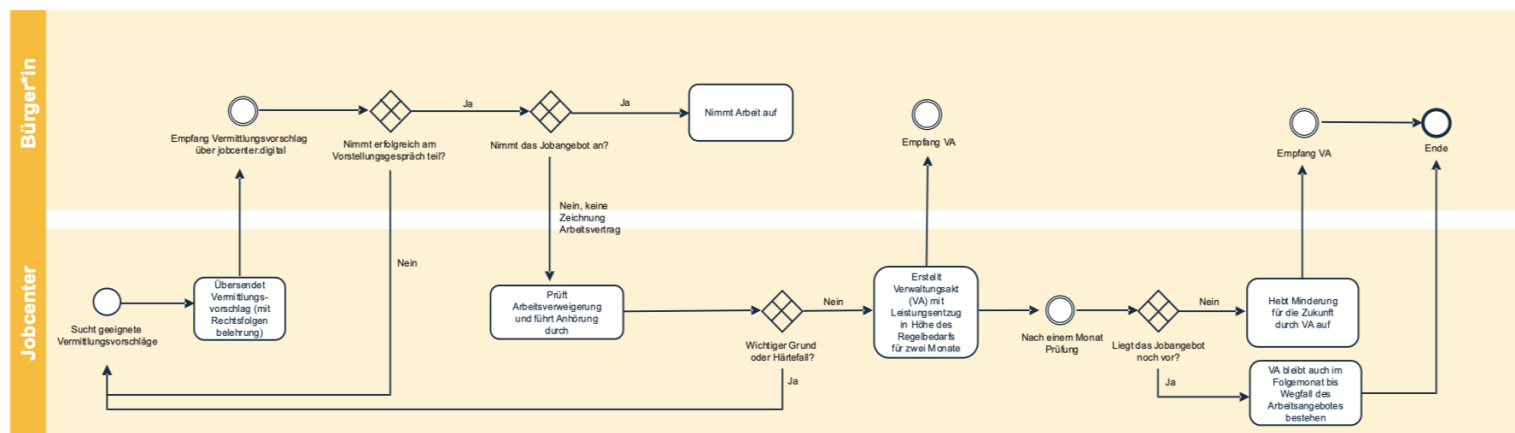 Bürger*in
Empfang Vermittlungsvorschlag
über jobcenter.digital
Nimmt erfolgreich am
Vorstellungsgespräch teil?
Ja
Nimmt das Jobangebot an?
Ja
Nimmt Arbeit auf
Empfang VA
Empfang VA
Ende
Nein, keine
Zeichnung
Arbeitsvertrag
Jobcenter
Sucht geeignete
Vermittlungsvorschläge
Übersendet
Vermittlungs-
vorschlag (mit
Rechtsfolgen
belehrung)
Nein
Prüft
Arbeitsverweigerung
und führt Anhörung
durch
Wichtiger Grund
oder Härtefall?
Nein
Ja
Erstellt
Verwaltungsakt
(VA) mit
Leistungsentzug
in Höhe des
Regelbedarfs
für zwei Monate
Nach einem Monat
Prüfung
Liegt das Jobangebot
noch vor?
Nein
Ja
Hebt Minderung
für die Zukunft
durch VA auf
VA bleibt auch im
Folgemonat bis
Wegfall des
Arbeitsangebotes
bestehen